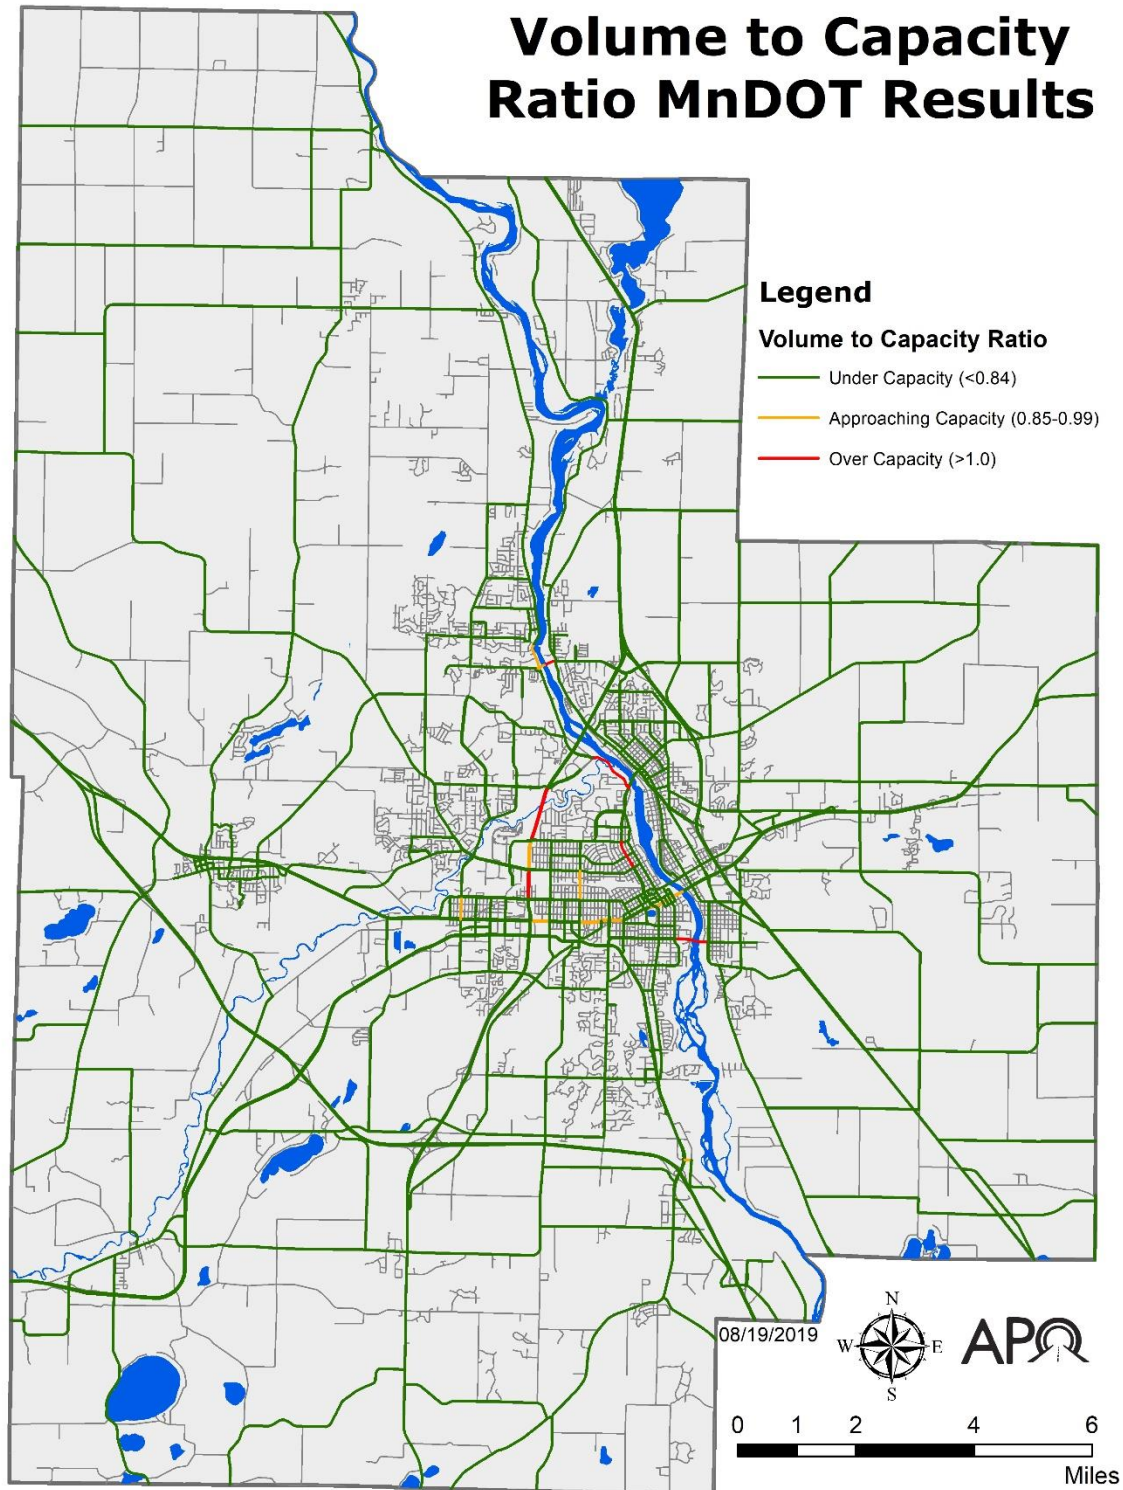 Volume to Capacity
Ratio MnDOT Results
Legend
Volume to Capacity Ratio
Under Capacity (<0.84)
Approaching Capacity (0.85-0.99)
Over Capacity (>1.0)
08/19/2019
N
W E
S
APO
0 1 2 4 6
Miles